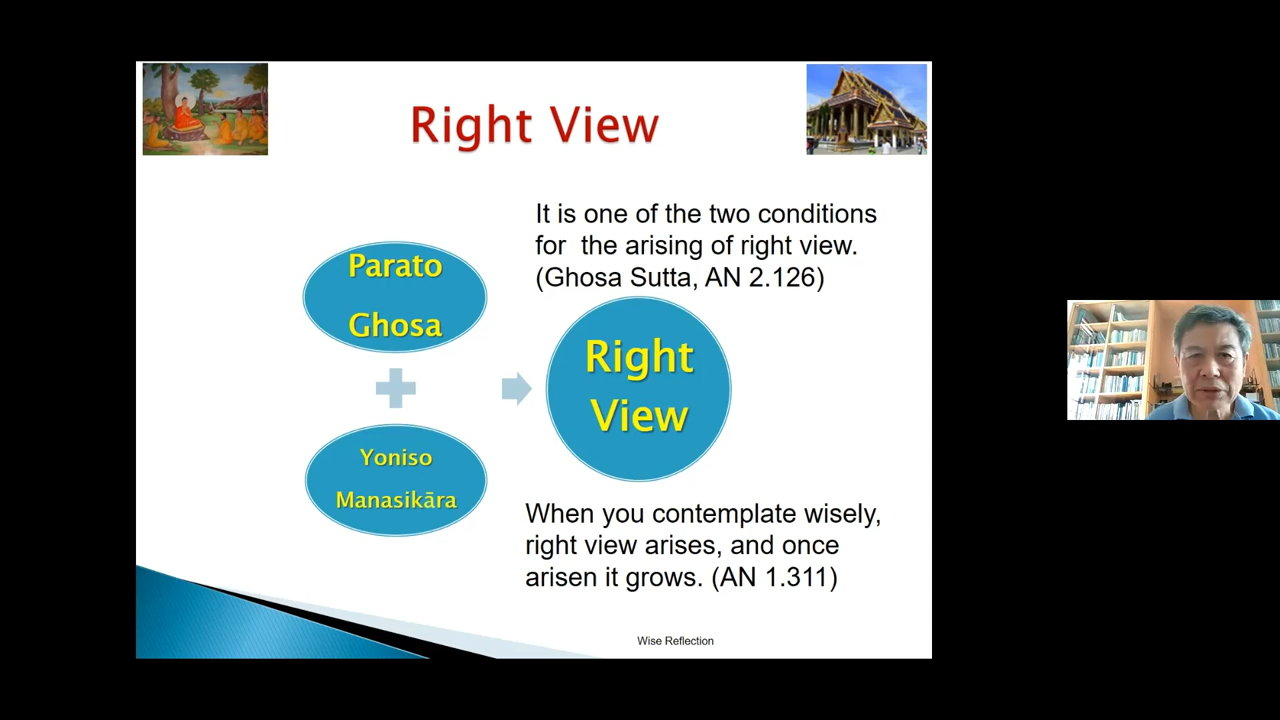 Right View
It is one of the two conditions
for the arising of right view.
(Ghosa Sutta, AN 2.126)
Parato
Ghosa
Right
View
Yoniso
Manasikāra
When you contemplate wisely,
right view arises, and once
arisen it grows. (AN 1.311)
Wise Reflection